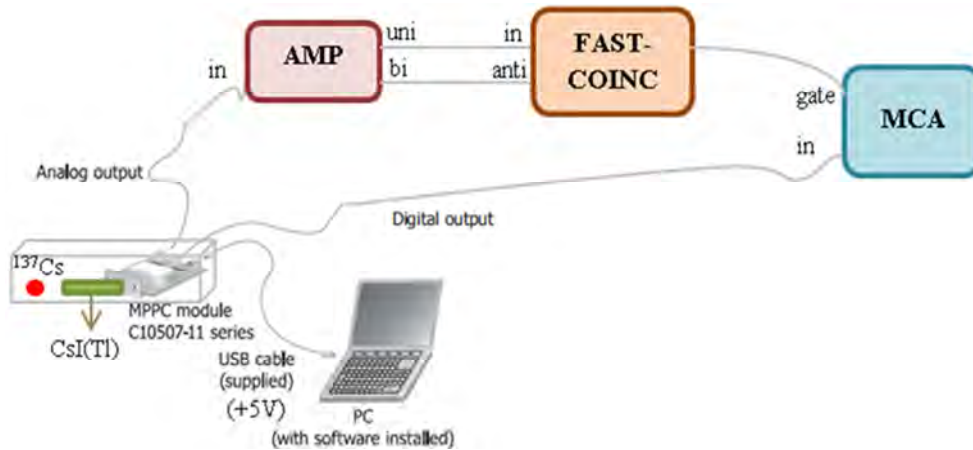 AMP
in
uni
bi
in
anti
FAST-
COINC
gate
in
MCA
Analog output
Digital output
¹³⁷Cs
CsI(Tl)
MPPC module
C10507-11 series
USB cable
(supplied)
(+5V)
PC
(with software installed)